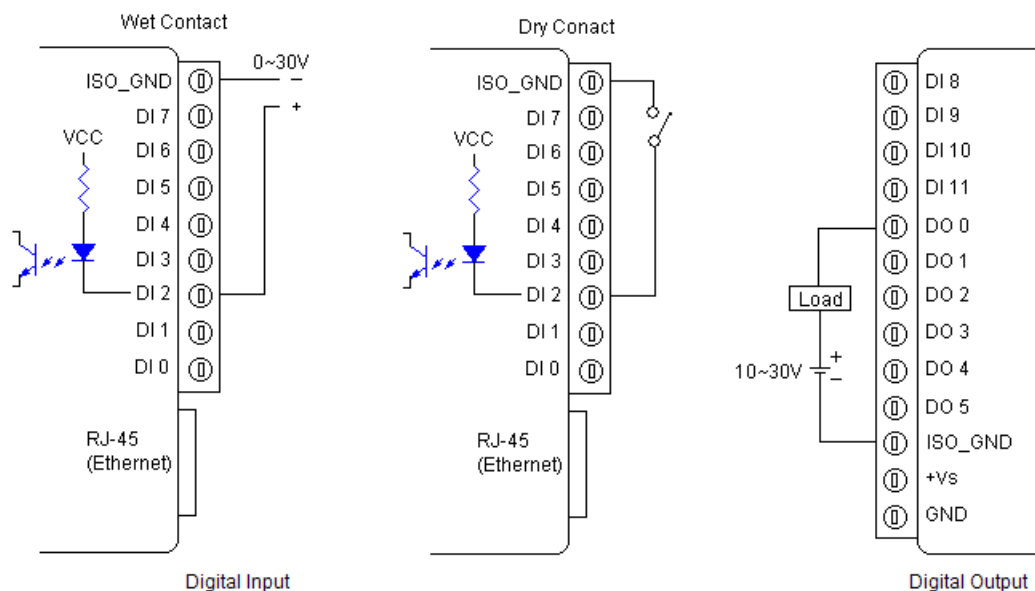 Wet Contact
0~30V
−
+
ISO_GND
DI 7
DI 6
DI 5
DI 4
DI 3
DI 2
DI 1
DI 0
VCC
RJ-45
(Ethernet)
Dry Conact
ISO_GND
DI 7
DI 6
DI 5
DI 4
DI 3
DI 2
DI 1
DI 0
VCC
RJ-45
(Ethernet)
Digital Input
DI 8
DI 9
DI 10
DI 11
DO 0
DO 1
DO 2
DO 3
DO 4
DO 5
ISO_GND
+Vs
GND
Load
10~30V
+
−
Digital Output